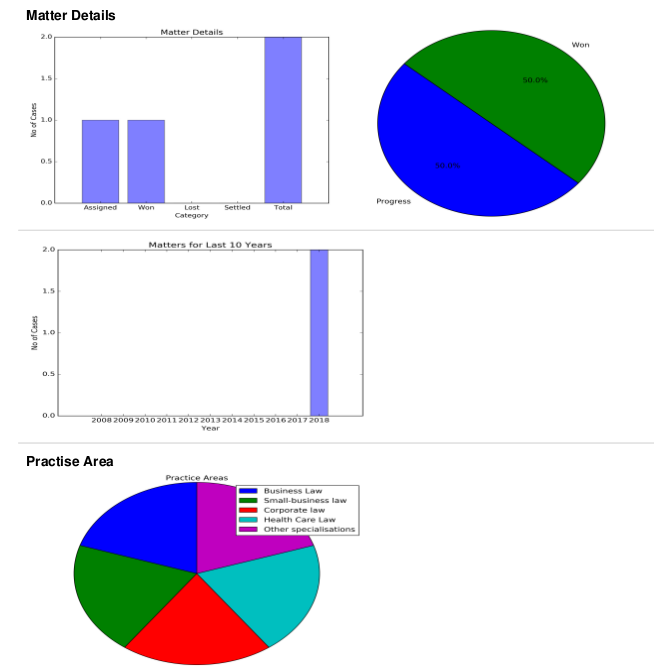 Matter Details
Matter Details
2.0
1.5
1.0
0.5
0.0
No of Cases
Assigned Won Lost Settled Total
Category
Won
50.0%
50.0%
Progress
Matters for Last 10 Years
2.0
1.5
1.0
0.5
0.0
No of Cases
2008 2009 2010 2011 2012 2013 2014 2015 2016 2017 2018
Year
Practise Area
Practice Areas
Business Law
Small-business law
Corporate law
Health Care Law
Other specialisations